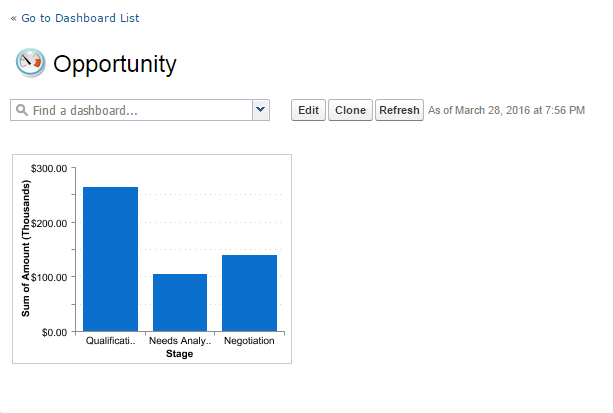 « Go to Dashboard List
Opportunity
Find a dashboard...
Edit Clone Refresh As of March 28, 2016 at 7:56 PM
Sum of Amount (Thousands)
$300.00
$200.00
$100.00
$0.00
Qualificati.. Needs Analy.. Negotiation
Stage